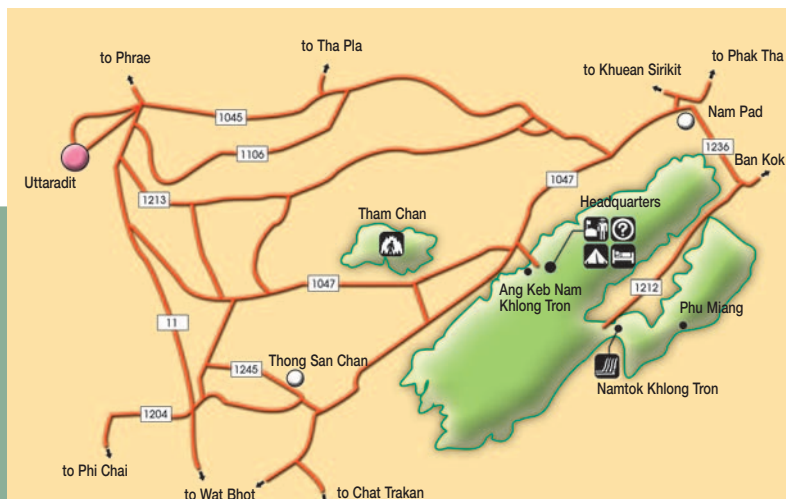 to Phrae
to Tha Pla
to Khuean Sirikit
to Phak Tha
1045
Nam Pad
1106
1236
Ban Kok
Uttaradit
1213
1047
Tham Chan
Headquarters
?
Ang Keb Nam
Khlong Tron
1047
1212
11
Phu Miang
Thong San Chan
1245
Namtok Khlong Tron
1204
to Phi Chai
to Wat Bhot
to Chat Trakan